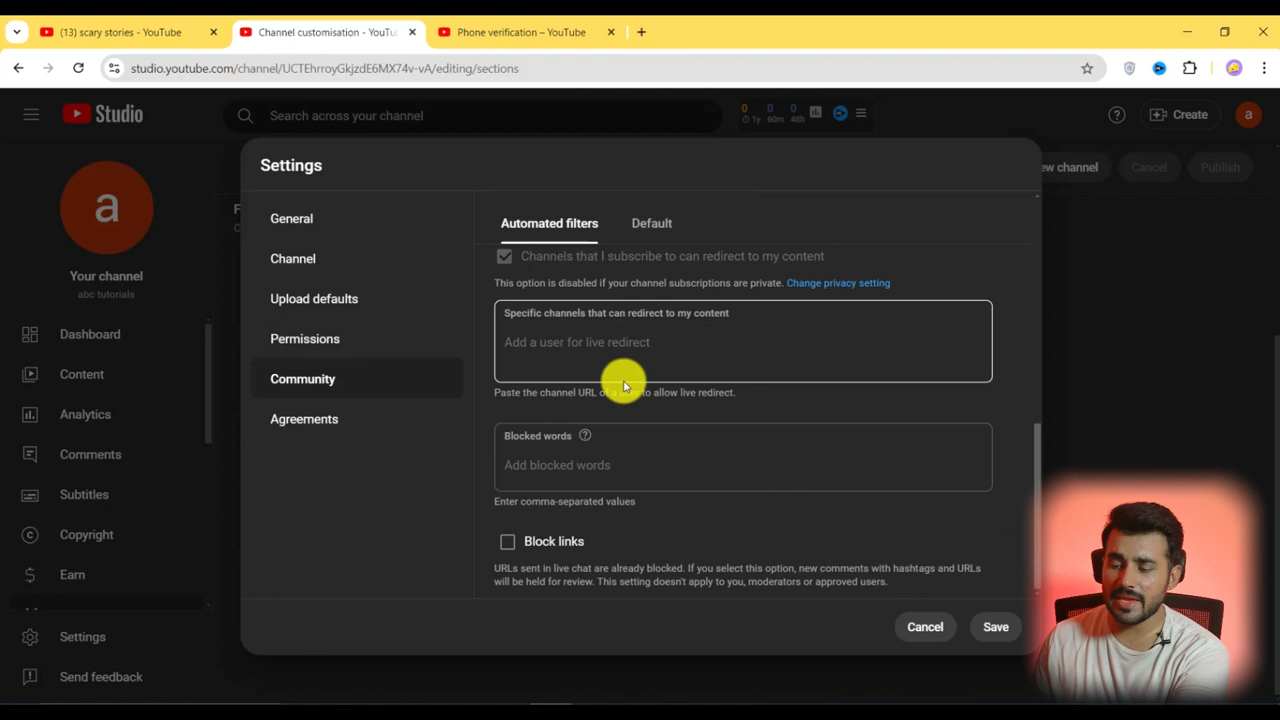 (13) scary stories - YouTube
Channel customisation - YouTu
Phone verification – YouTube
studio.youtube.com/channel/UCTEhrroyGkjzdE6MX74v-vA/editing/sections
Studio
Search across your channel
0 0 0
1y 60m 48h
Create
a
a
Your channel
abc tutorials
Dashboard
Content
Analytics
Comments
Subtitles
Copyright
Earn
Settings
Send feedback
F
C
ew channel
Cancel
Publish
Settings
General
Channel
Upload defaults
Permissions
Community
Agreements
Automated filters
Default
Channels that I subscribe to can redirect to my content
This option is disabled if your channel subscriptions are private. Change privacy setting
Specific channels that can redirect to my content
Add a user for live redirect
Paste the channel URL of a to allow live redirect.
Blocked words
Add blocked words
Enter comma-separated values
Block links
URLs sent in live chat are already blocked. If you select this option, new comments with hashtags and URLs
will be held for review. This setting doesn't apply to you, moderators or approved users.
Cancel
Save